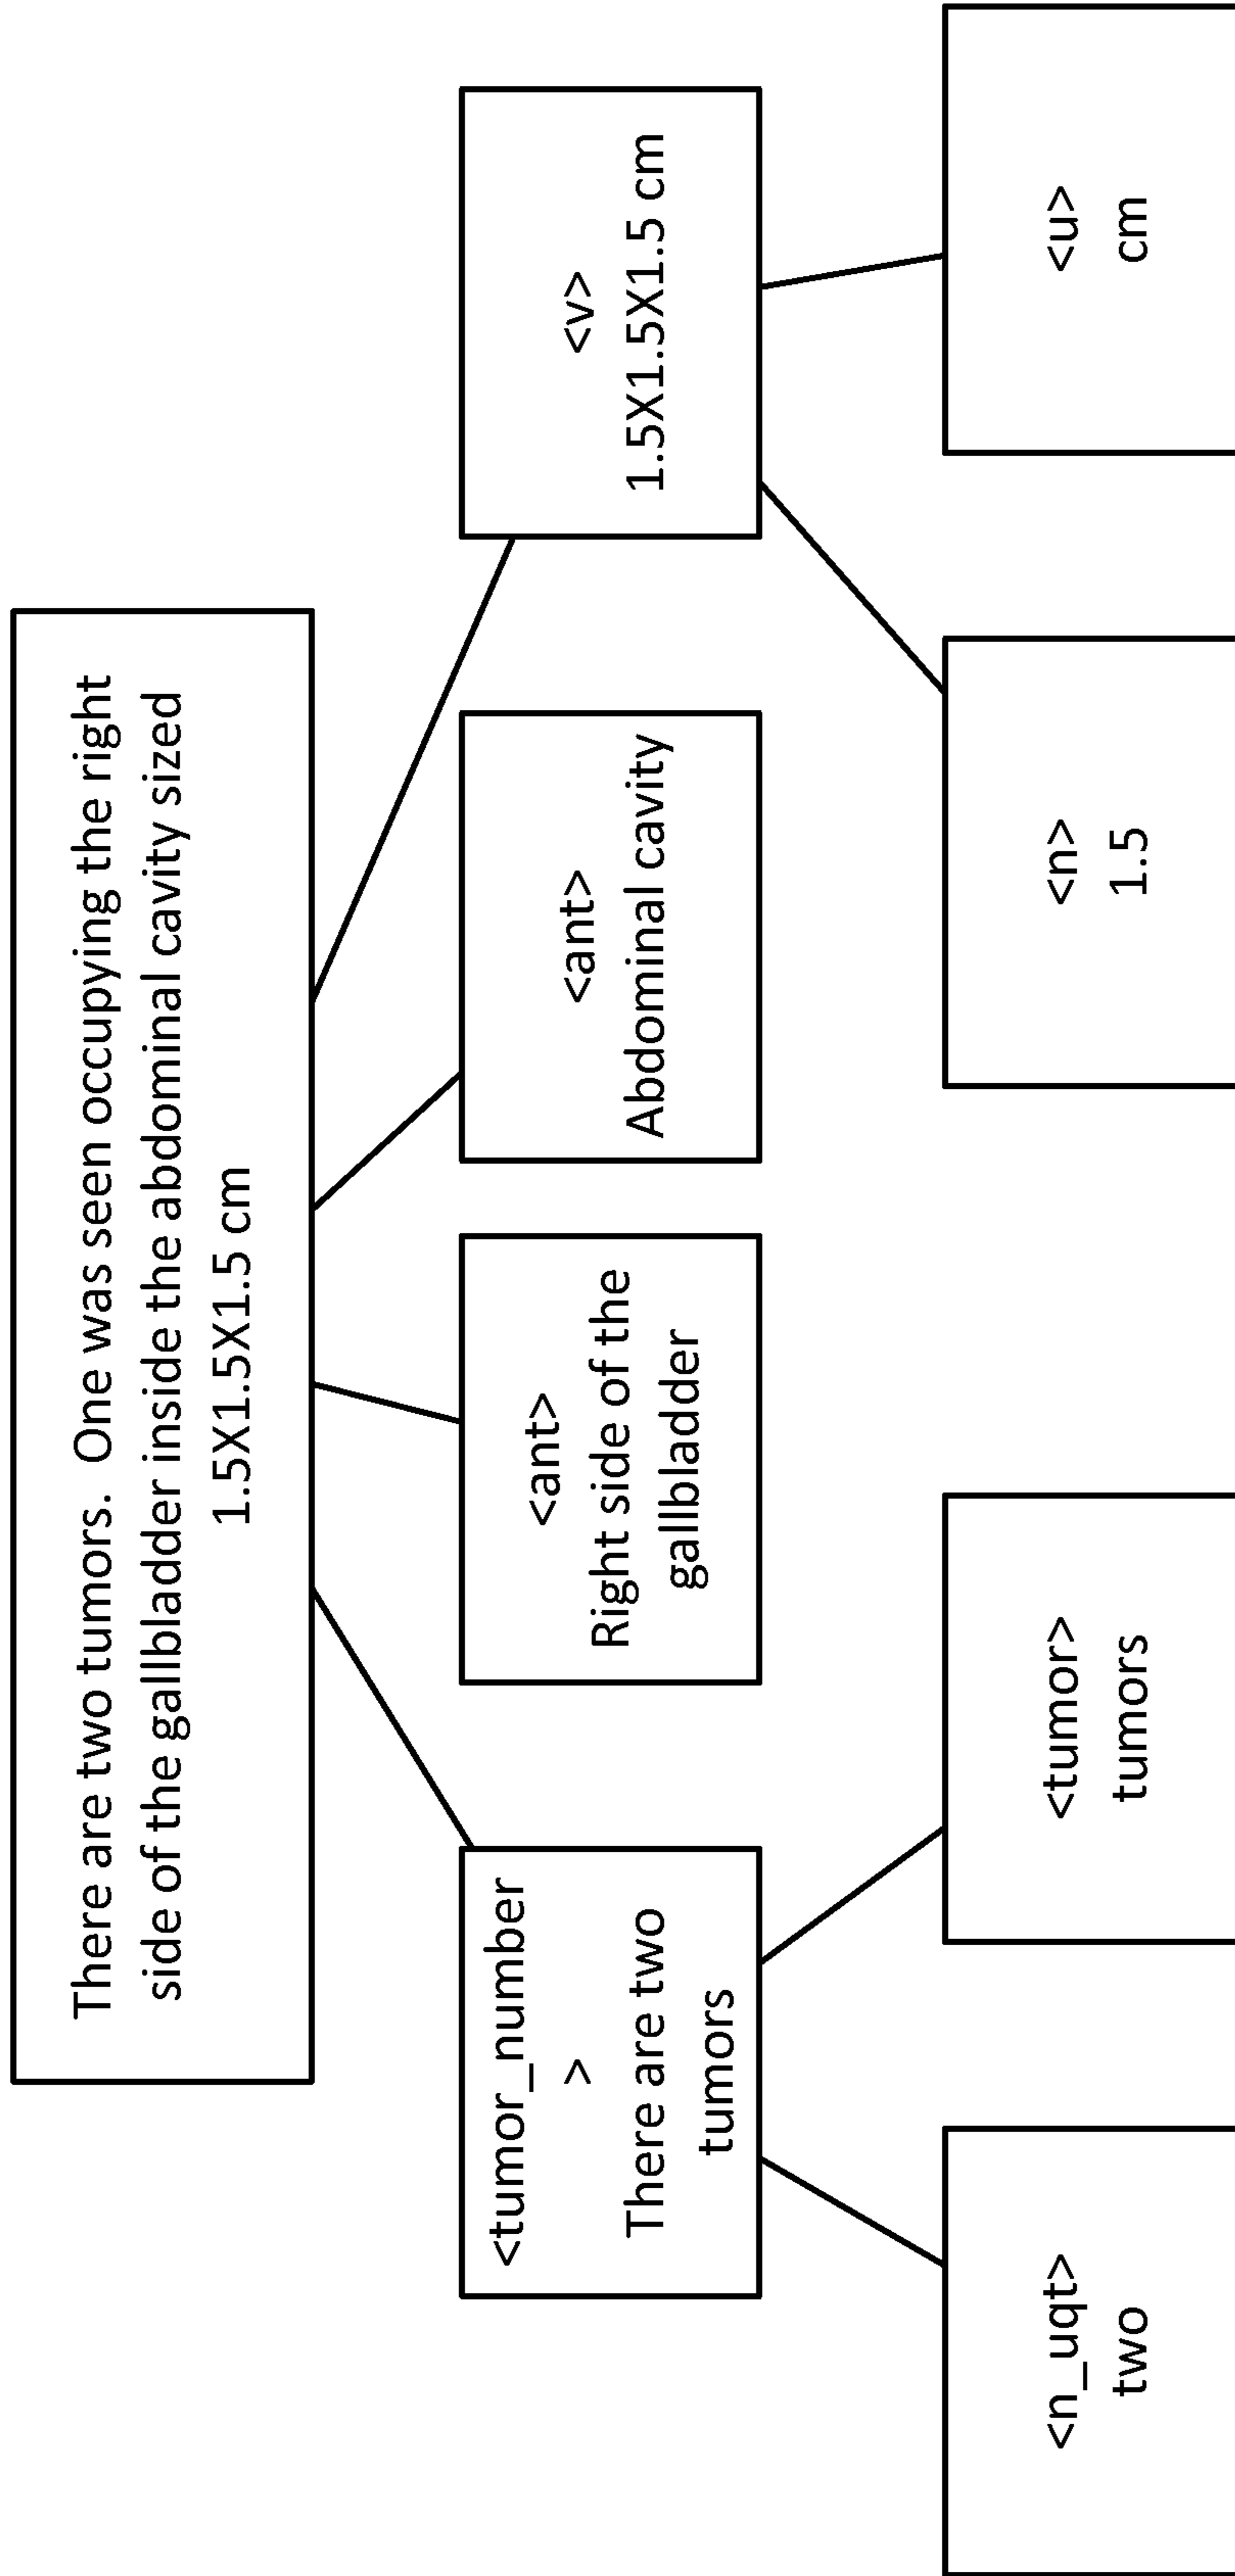 There are two tumors.  One was seen occupying the right
side of the gallbladder inside the abdominal cavity sized
1.5X1.5X1.5 cm
<tumor_number
>
There are two
tumors
<ant>
Right side of the
gallbladder
<ant>
Abdominal cavity
<v>
1.5X1.5X1.5 cm
<n_uqt>
two
<tumor>
tumors
<n>
1.5
<u>
cm